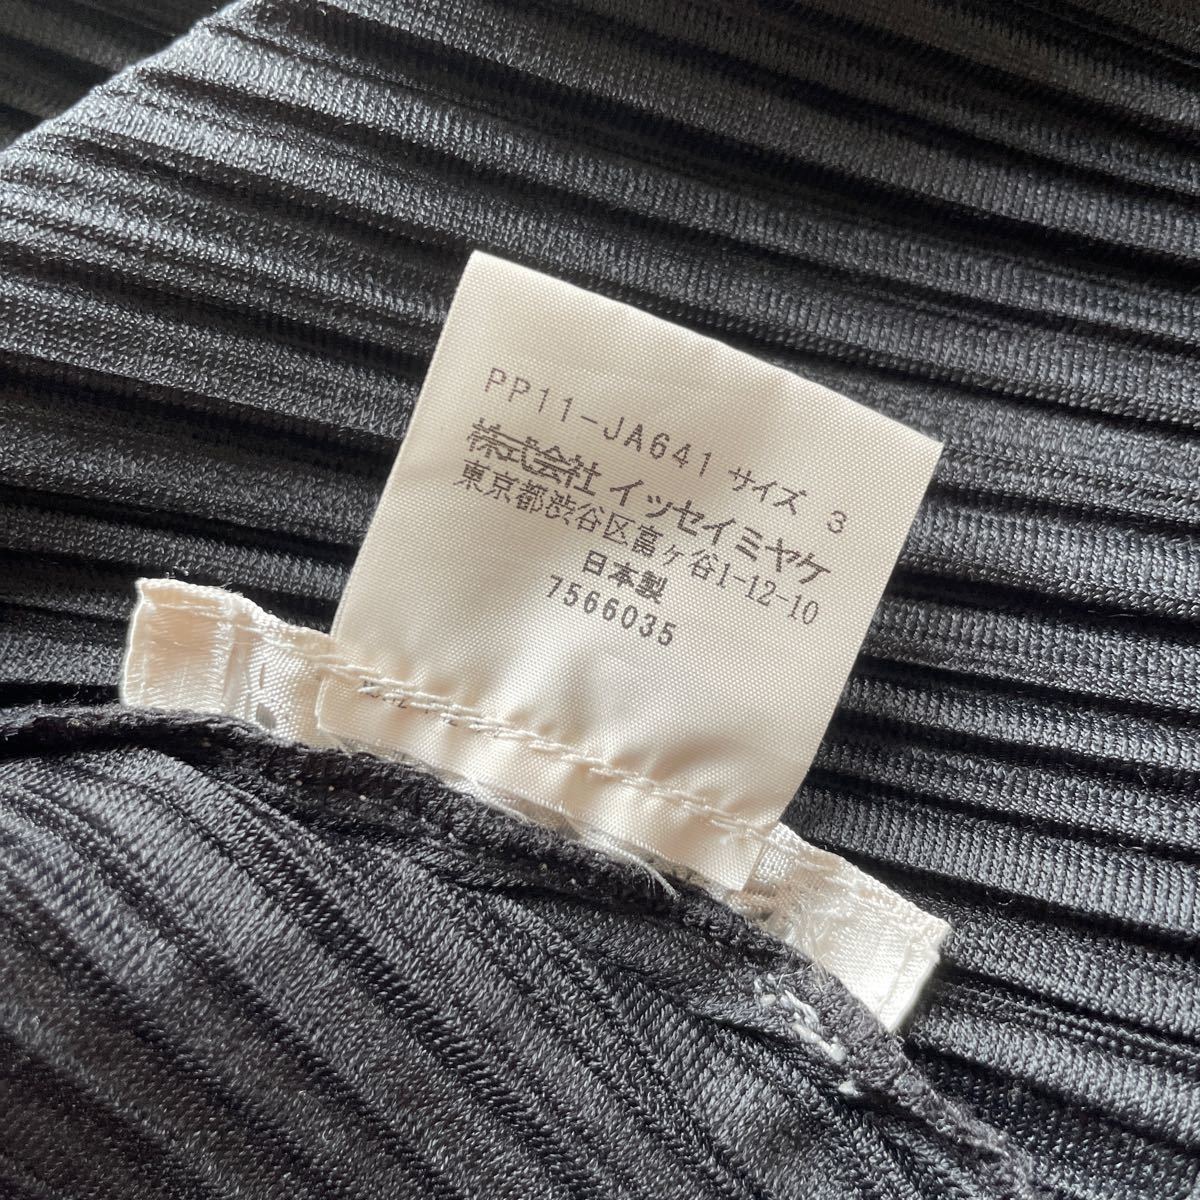 PP11-JA641 サイズ 3
株式会社 イッセイミヤケ
東京都渋谷区富ヶ谷1-12-10
日本製
7566035